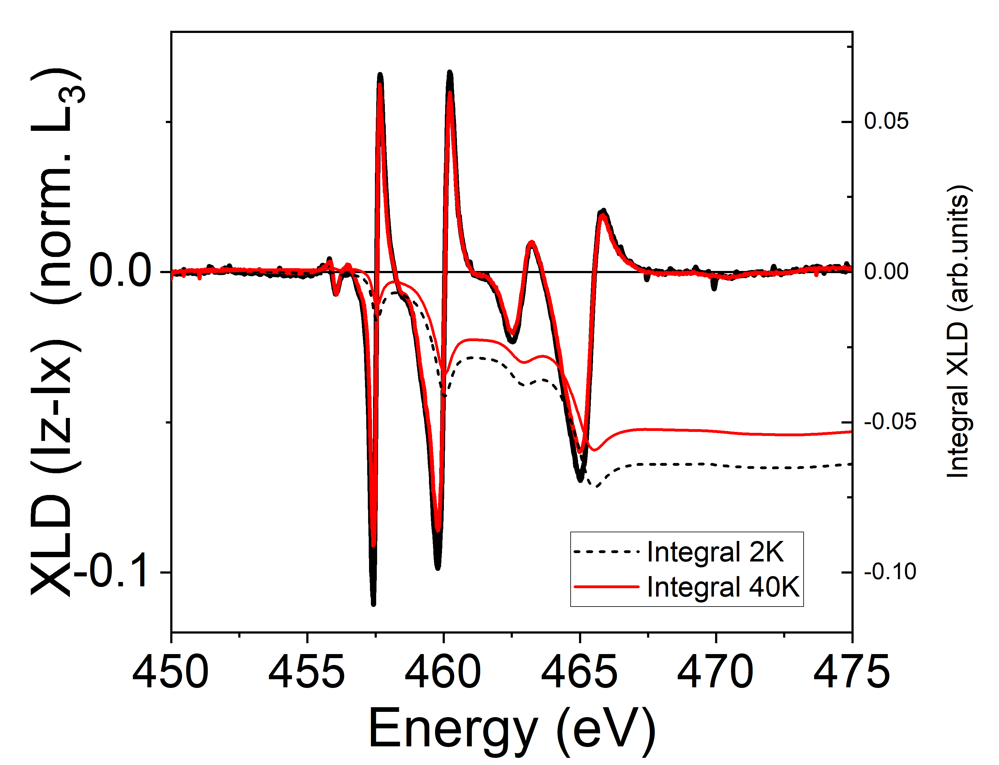 XLD (Iz-Ix) (norm. L₃)
0.0
-0.1
0.05
0.00
-0.05
-0.10
Integral XLD (arb.units)
Integral 2K
Integral 40K
450 455 460 465 470 475
Energy (eV)